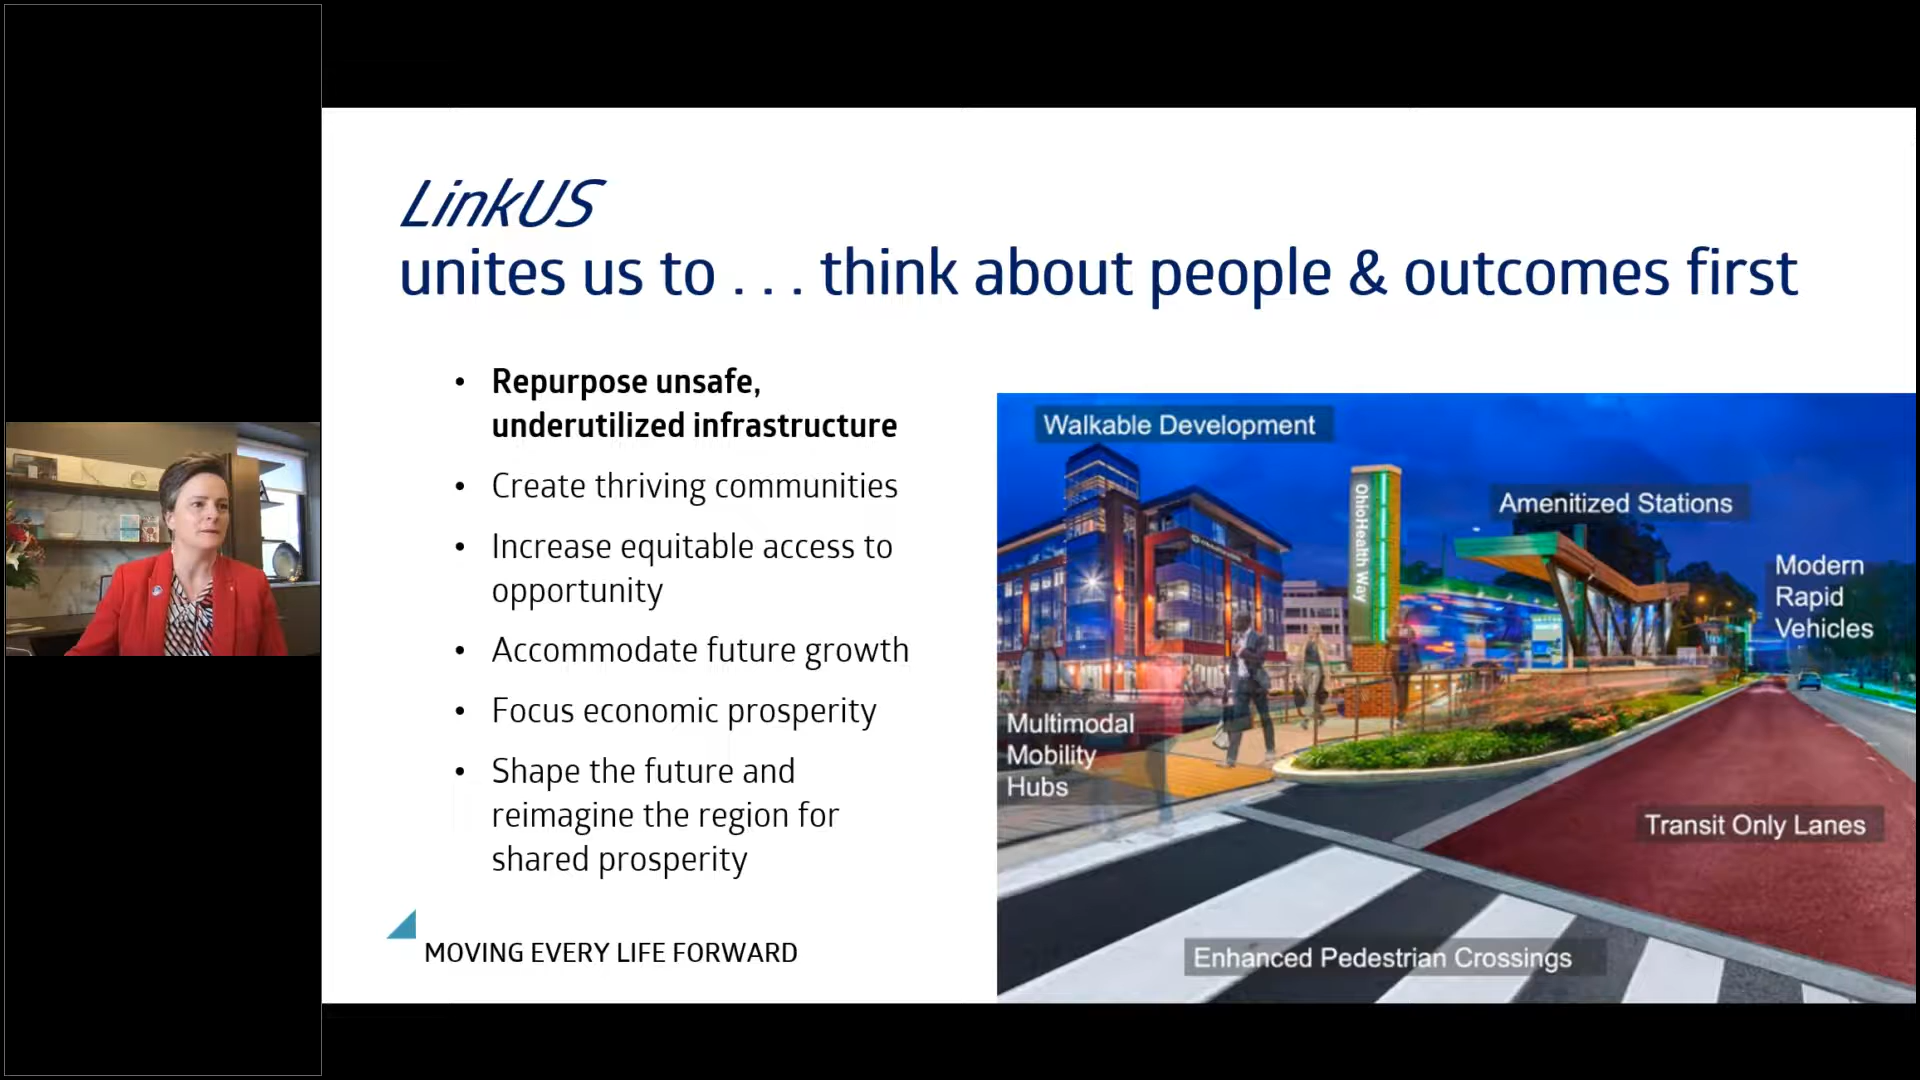 LinkUS
unites us to . . . think about people & outcomes first
• Repurpose unsafe,
underutilized infrastructure
• Create thriving communities
• Increase equitable access to
opportunity
• Accommodate future growth
• Focus economic prosperity
• Shape the future and
reimagine the region for
shared prosperity
MOVING EVERY LIFE FORWARD
Walkable Development
OhioHealth Way
Amenitized Stations
Modern
Rapid
Vehicles
Multimodal
Mobility
Hubs
Transit Only Lanes
Enhanced Pedestrian Crossings